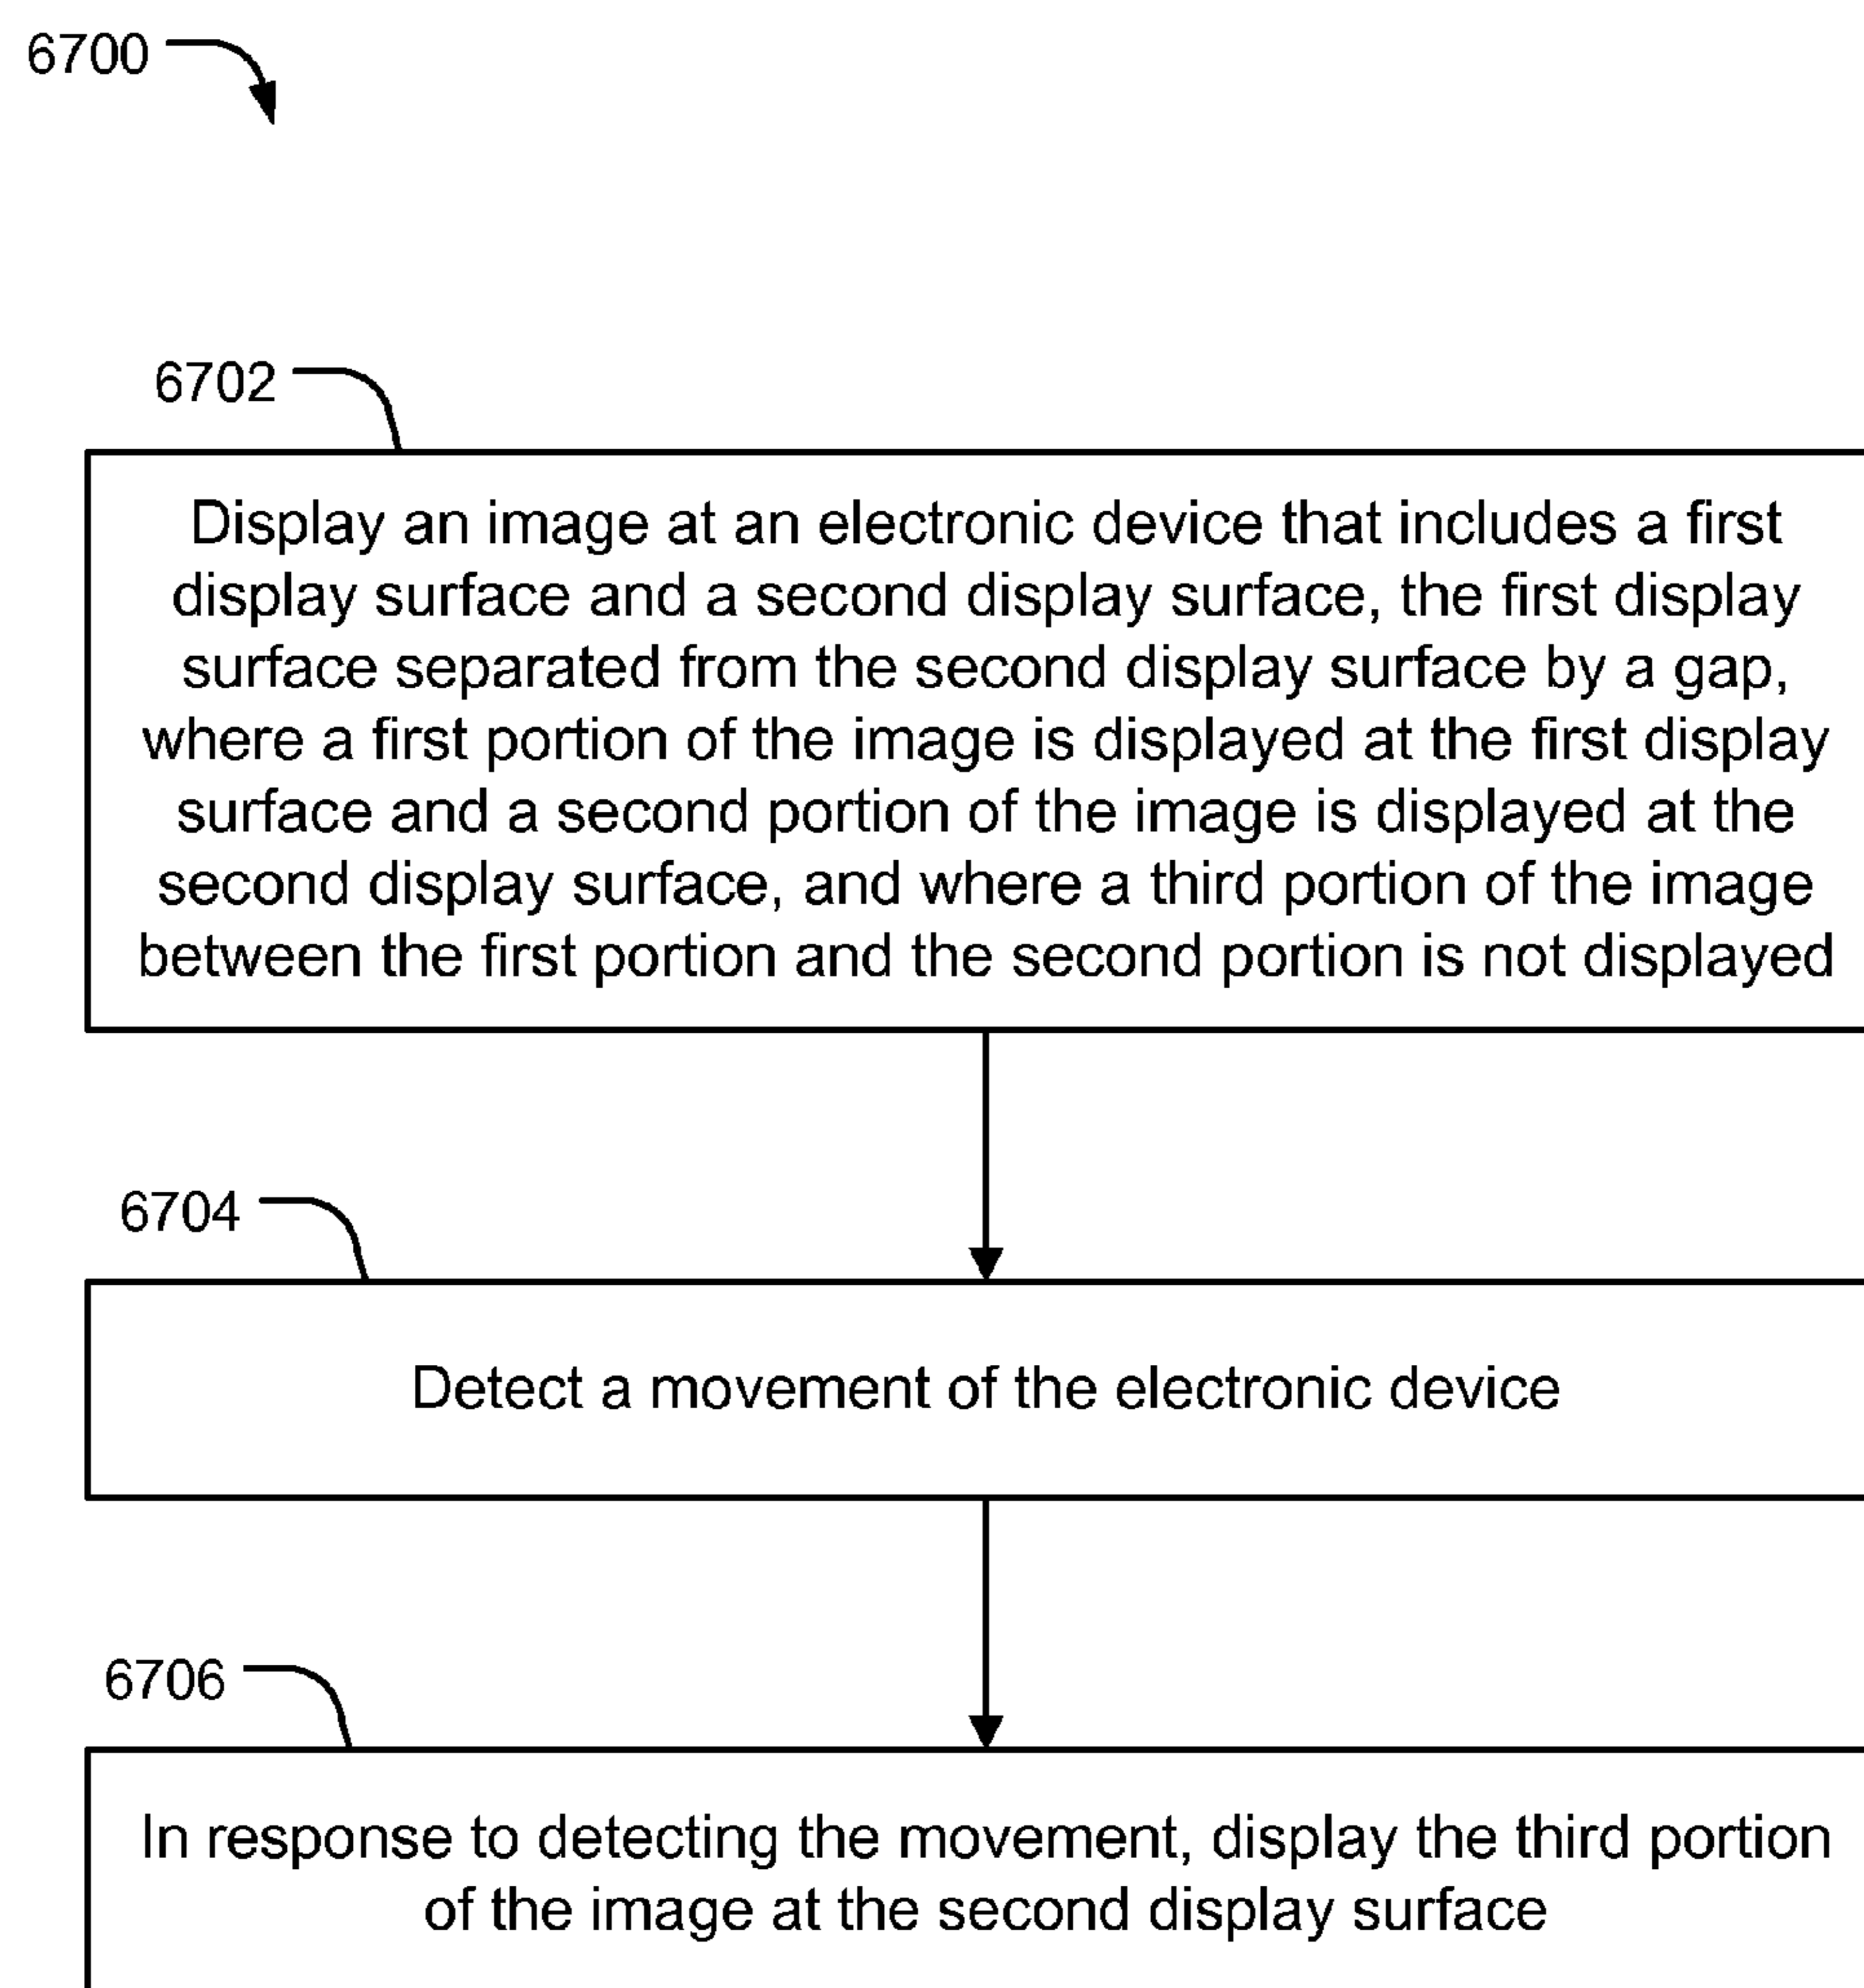 6700
6702
Display an image at an electronic device that includes a first
display surface and a second display surface, the first display
surface separated from the second display surface by a gap,
where a first portion of the image is displayed at the first display
surface and a second portion of the image is displayed at the
second display surface, and where a third portion of the image
between the first portion and the second portion is not displayed
6704
Detect a movement of the electronic device
6706
In response to detecting the movement, display the third portion
of the image at the second display surface